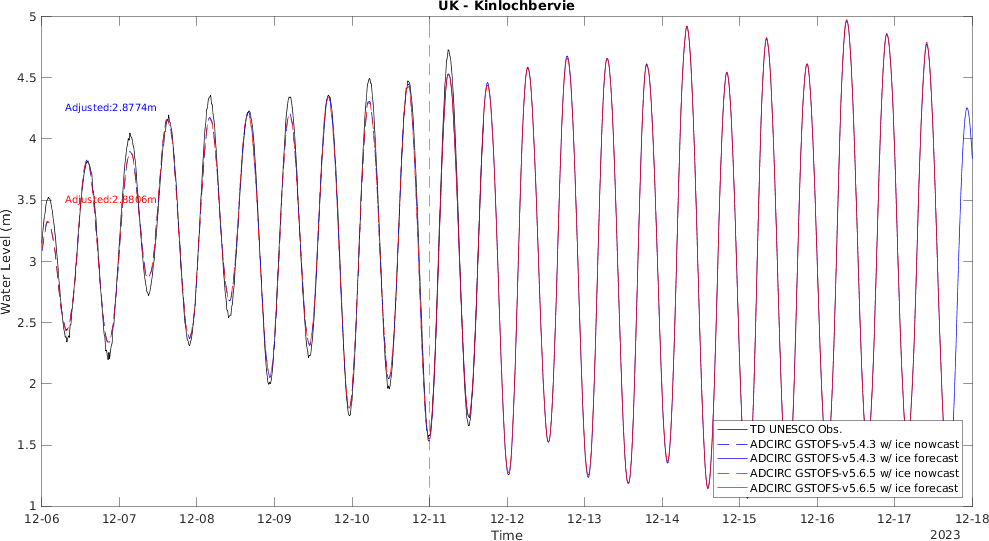 UK - Kinlochbervie
5
4.5
4
3.5
3
2.5
2
1.5
1
Water Level (m)
Adjusted:2.8774m
Adjusted:2.8806m
TD UNESCO Obs.
ADCIRC GSTOFS-v5.4.3 w/ ice nowcast
ADCIRC GSTOFS-v5.4.3 w/ ice forecast
ADCIRC GSTOFS-v5.6.5 w/ ice nowcast
ADCIRC GSTOFS-v5.6.5 w/ ice forecast
12-06 12-07 12-08 12-09 12-10 12-11 12-12 12-13 12-14 12-15 12-16 12-17 12-18
Time
2023